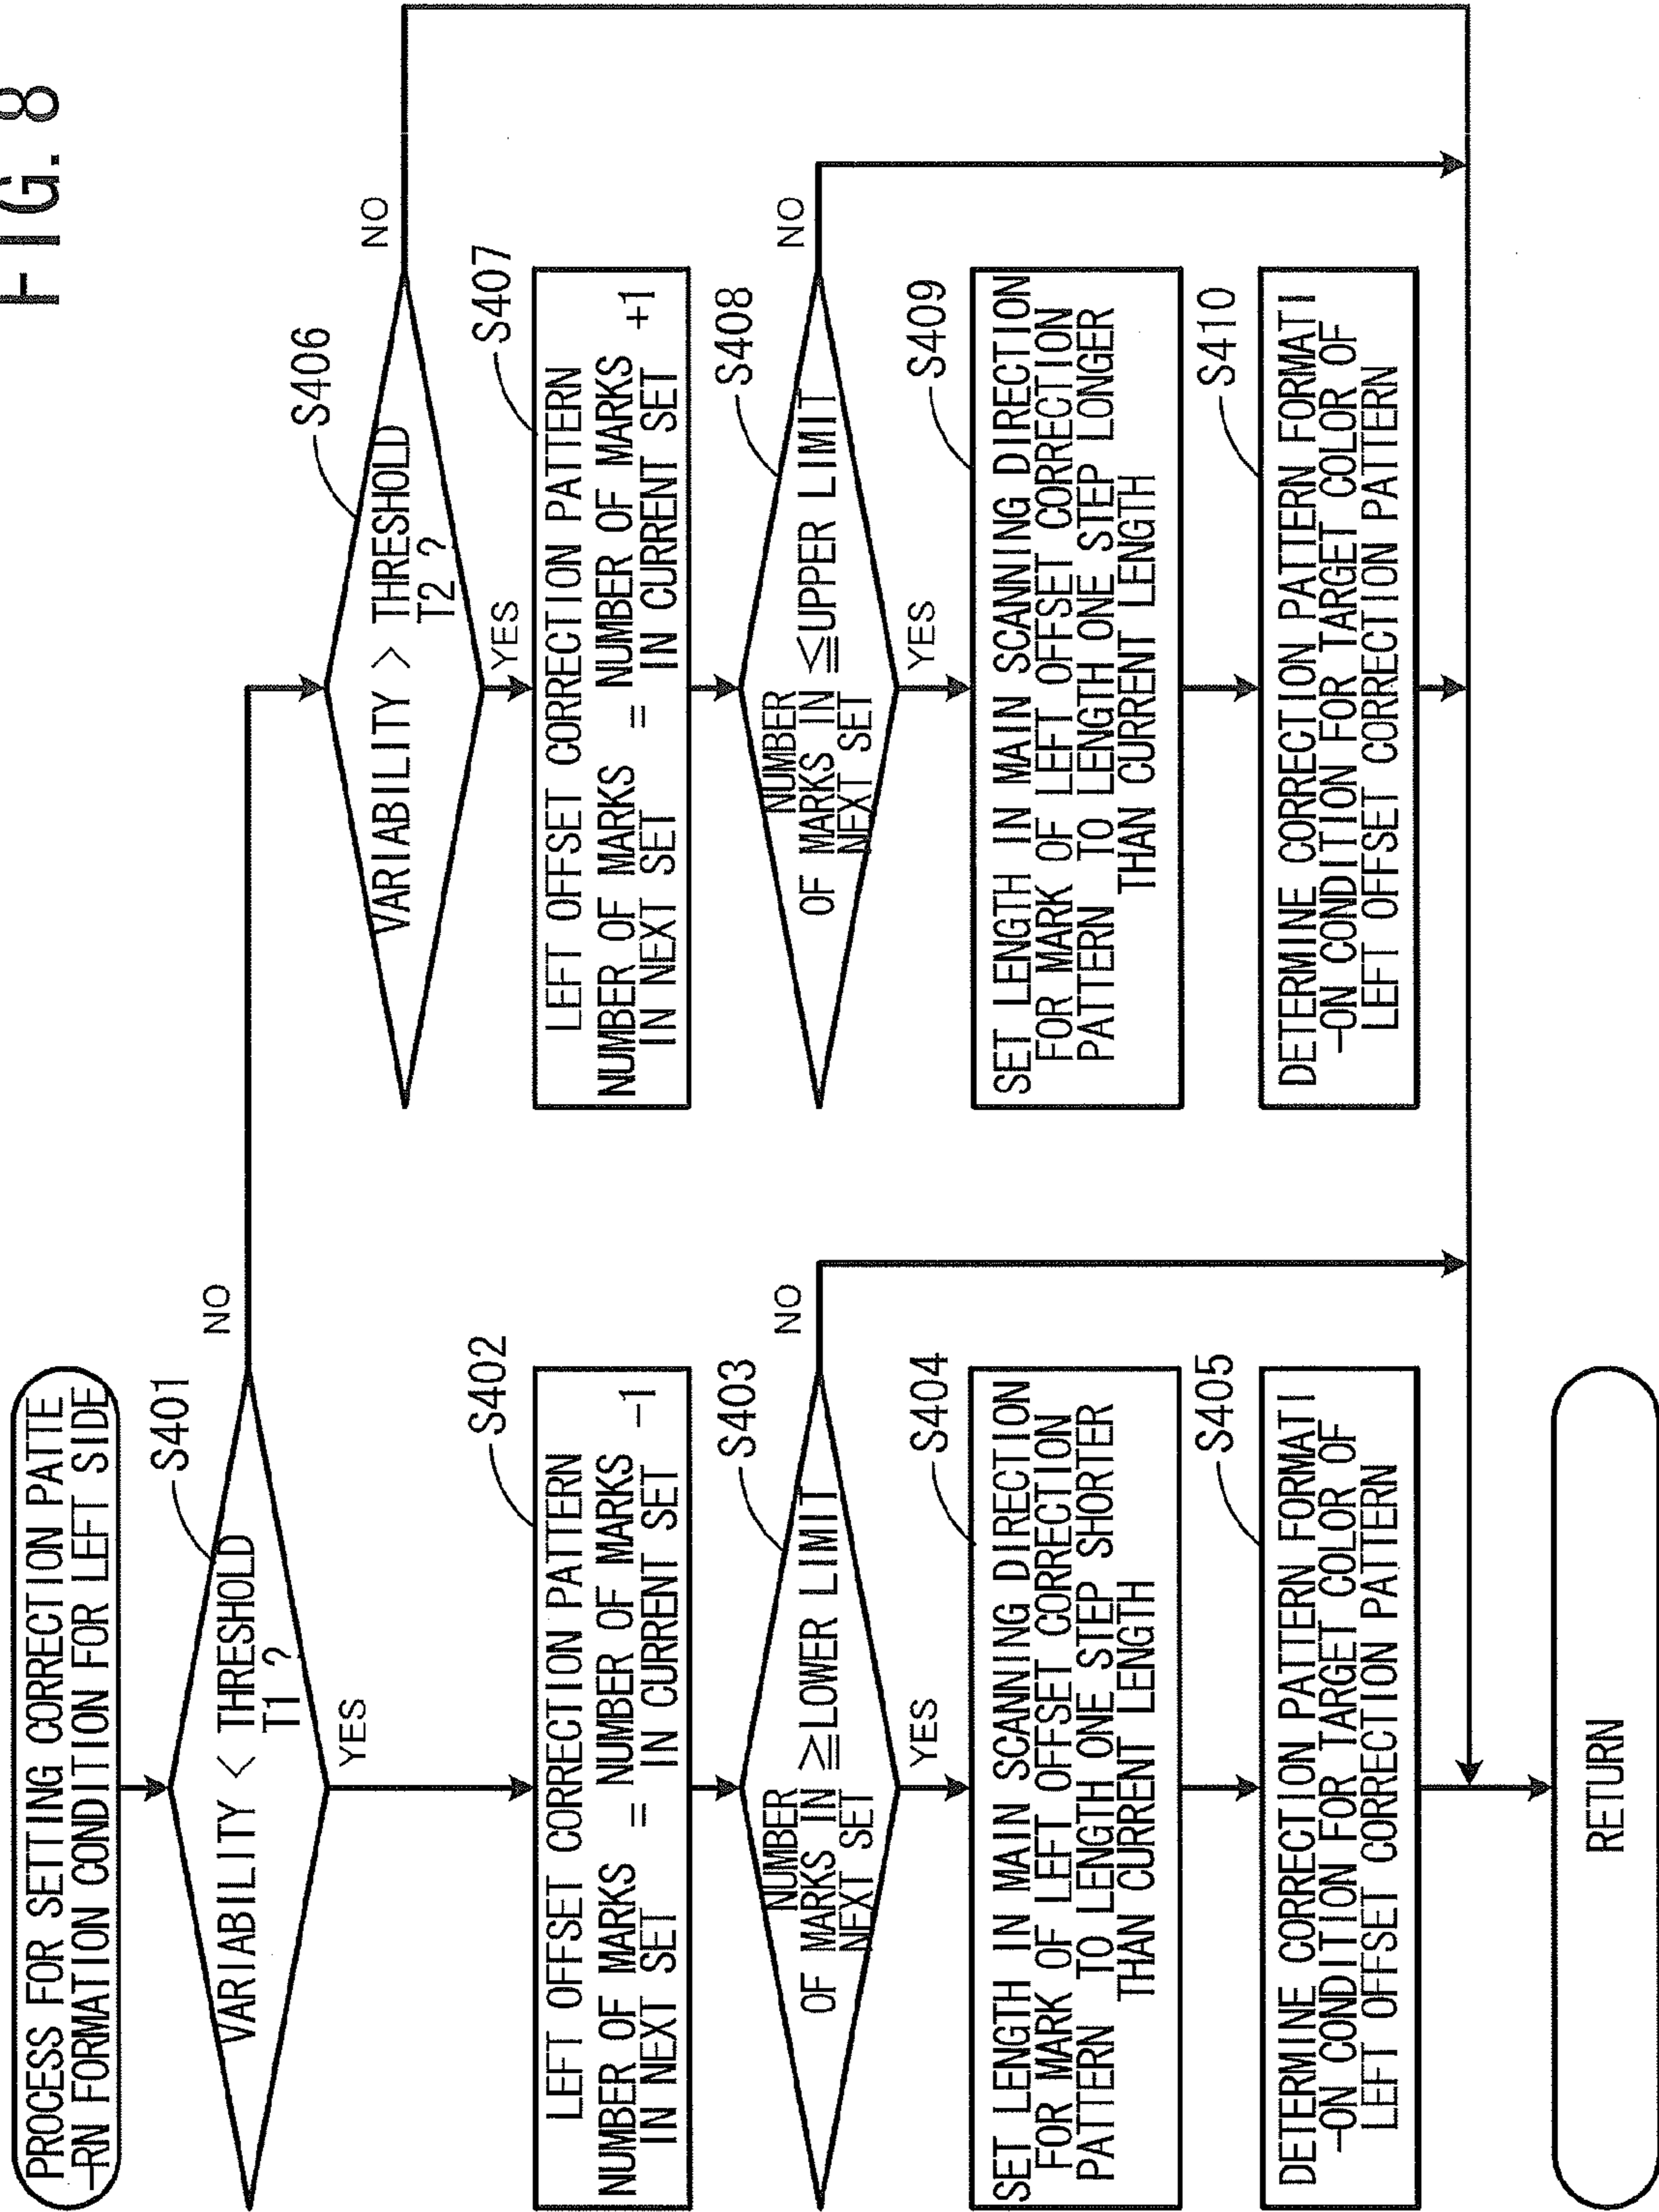 FIG. 8
PROCESS FOR SETTING CORRECTION PATTE
-RN FORMATION CONDITION FOR LEFT SIDE
S401
VARIABILITY < THRESHOLD
T1 ?
NO
YES
S402
LEFT OFFSET CORRECTION PATTERN
NUMBER OF MARKS = NUMBER OF MARKS -1
IN NEXT SET IN CURRENT SET
S403
NUMBER
OF MARKS IN ≧LOWER LIMIT
NEXT SET
NO
YES
S404
SET LENGTH IN MAIN SCANNING DIRECTION
FOR MARK OF LEFT OFFSET CORRECTION
PATTERN TO LENGTH ONE STEP SHORTER
THAN CURRENT LENGTH
S405
DETERMINE CORRECTION PATTERN FORMATI
-ON CONDITION FOR TARGET COLOR OF
LEFT OFFSET CORRECTION PATTERN
S406
VARIABILITY > THRESHOLD
T2 ?
NO
YES
S407
LEFT OFFSET CORRECTION PATTERN
NUMBER OF MARKS = NUMBER OF MARKS +1
IN NEXT SET IN CURRENT SET
S408
NUMBER
OF MARKS IN ≦UPPER LIMIT
NEXT SET
NO
YES
S409
SET LENGTH IN MAIN SCANNING DIRECTION
FOR MARK OF LEFT OFFSET CORRECTION
PATTERN TO LENGTH ONE STEP LONGER
THAN CURRENT LENGTH
S410
DETERMINE CORRECTION PATTERN FORMATI
-ON CONDITION FOR TARGET COLOR OF
LEFT OFFSET CORRECTION PATTERN
RETURN